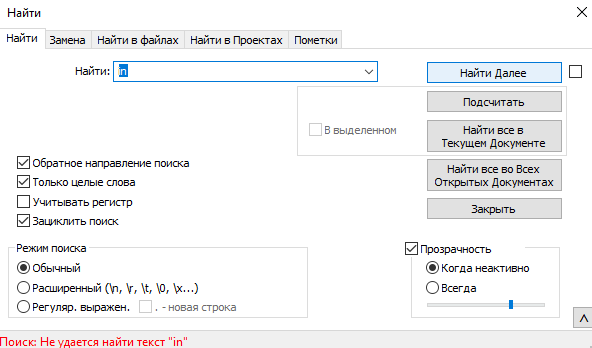 Найти
Найти
Замена
Найти в файлах
Найти в Проектах
Пометки
Найти:
in
Найти Далее
Подсчитать
В выделенном
Найти все в
Текущем Документе
Обратное направление поиска
Найти все во Всех
Открытых Документах
Только целые слова
Учитывать регистр
Закрыть
Зациклить поиск
Режим поиска
Обычный
Расширенный (\n, \r, \t, \0, \x...)
Регуляр. выражен.
. - новая строка
Прозрачность
Когда неактивно
Всегда
^
Поиск: Не удается найти текст "in"